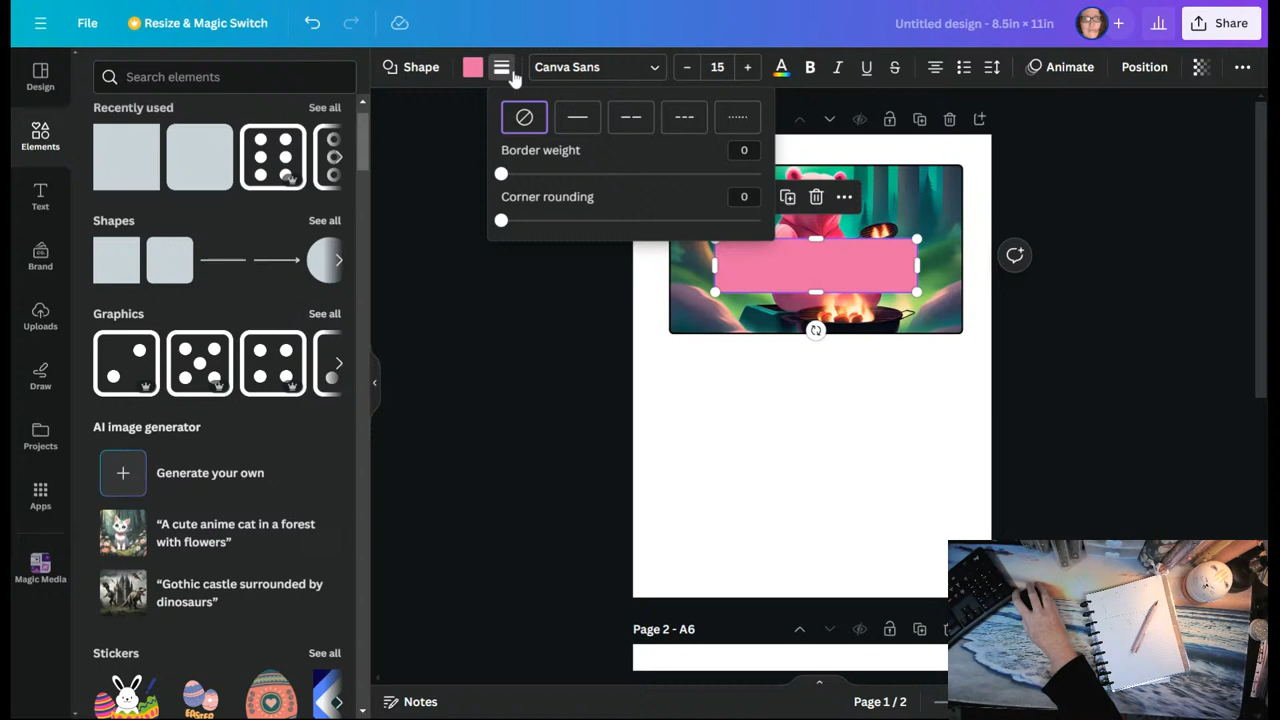 File
Resize & Magic Switch
Untitled design - 8.5in × 11in
Share
Design
Elements
Text
Brand
Uploads
Draw
Projects
Apps
Magic Media
Search elements
Recently used
See all
Shapes
See all
Graphics
See all
AI image generator
Generate your own
“A cute anime cat in a forest
with flowers”
“Gothic castle surrounded by
dinosaurs”
Stickers
See all
Shape
Canva Sans
− 15 +
A B I U S
Animate
Position
Border weight
0
Corner rounding
0
Page 2 - A6
Notes
Page 1 / 2